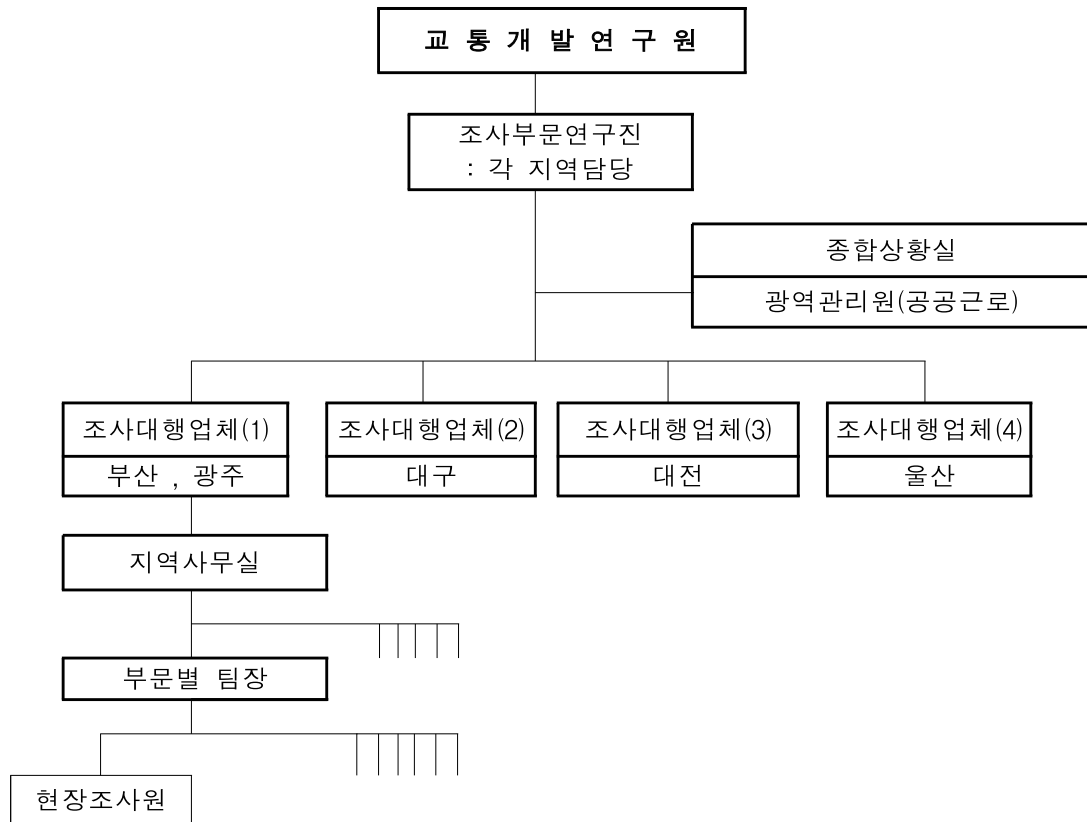 교 통 개 발 연 구 원
조사부문연구진
: 각 지역담당
종합상황실
광역관리원(공공근로)
조사대행업체(1)
부산 , 광주
조사대행업체(2)
대구
조사대행업체(3)
대전
조사대행업체(4)
울산
지역사무실
부문별 팀장
현장조사원